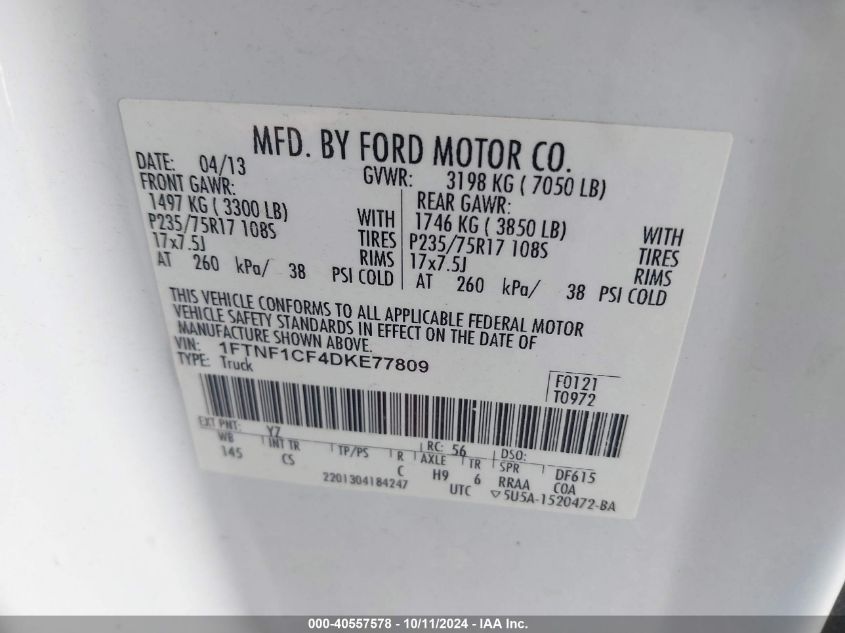 MFD. BY FORD MOTOR CO.
DATE: 04/13 GVWR: 3198 KG ( 7050 LB)
FRONT GAWR: REAR GAWR:
1497 KG ( 3300 LB) WITH 1746 KG ( 3850 LB) WITH
P235/75R17 108S TIRES P235/75R17 108S TIRES
17x7.5J RIMS 17x7.5J RIMS
AT 260 kPa/ 38 PSI COLD AT 260 kPa/ 38 PSI COLD
THIS VEHICLE CONFORMS TO ALL APPLICABLE FEDERAL MOTOR
VEHICLE SAFETY STANDARDS IN EFFECT ON THE DATE OF
MANUFACTURE SHOWN ABOVE.
VIN: 1FTNF1CF4DKE77809
TYPE: Truck
F0121
T0972
EXT PNT: YZ RC: 56 DSO:
WB INT TR TP/PS R AXLE TR SPR DF615
145 CS C H9 6 RRAA COA
2201304184247 UTC ▽5U5A-1520472-BA
000-40557578 - 10/11/2024 - IAA Inc.